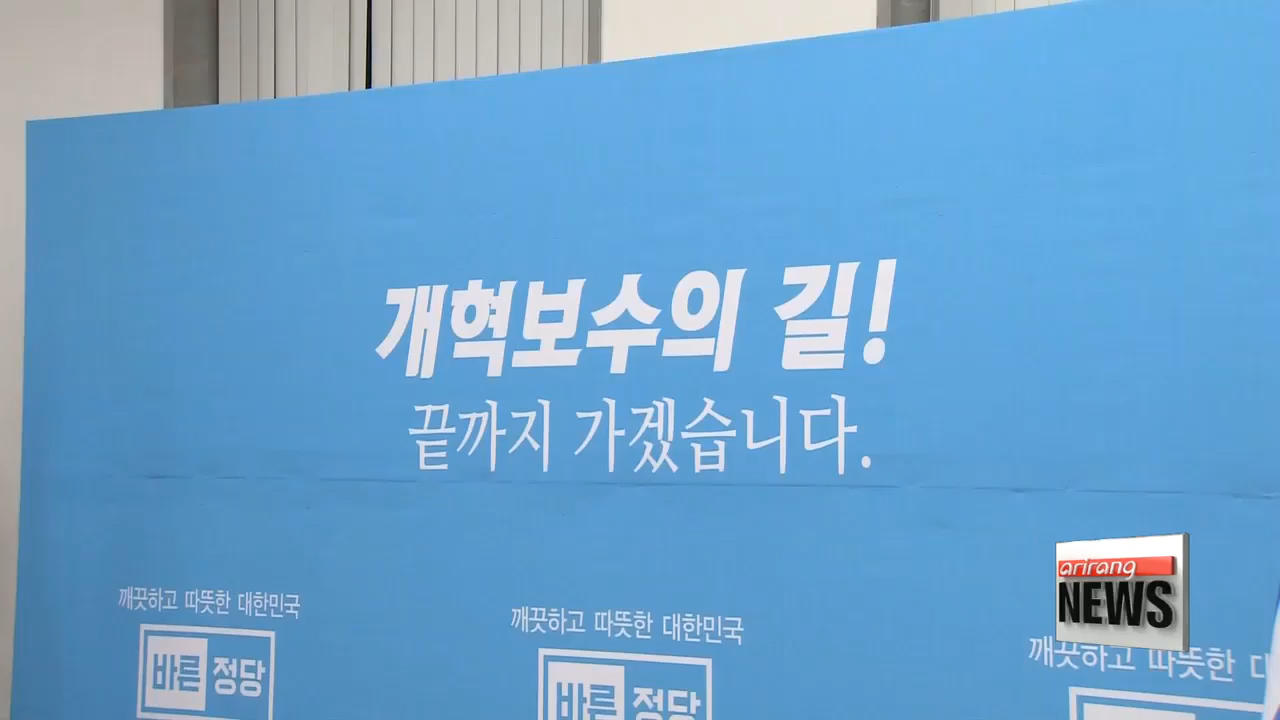 개혁보수의 길!
끝까지 가겠습니다.
깨끗하고 따뜻한 대한민국
바른 정당
깨끗하고 따뜻한 대한민국
바른 정당
깨끗하고 따뜻한
arirang
NEWS